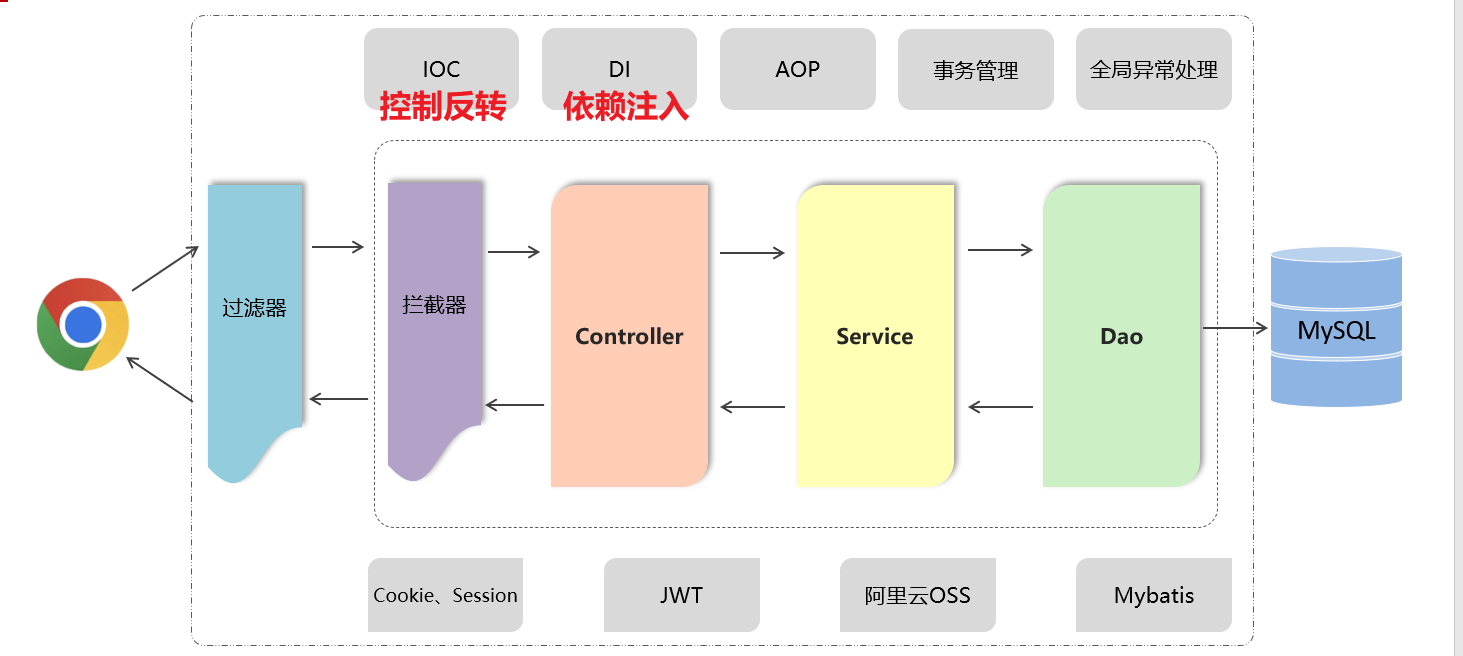 IOC
DI
AOP
事务管理
全局异常处理
控制反转
依赖注入
过滤器
拦截器
Controller
Service
Dao
MySQL
Cookie、Session
JWT
阿里云OSS
Mybatis